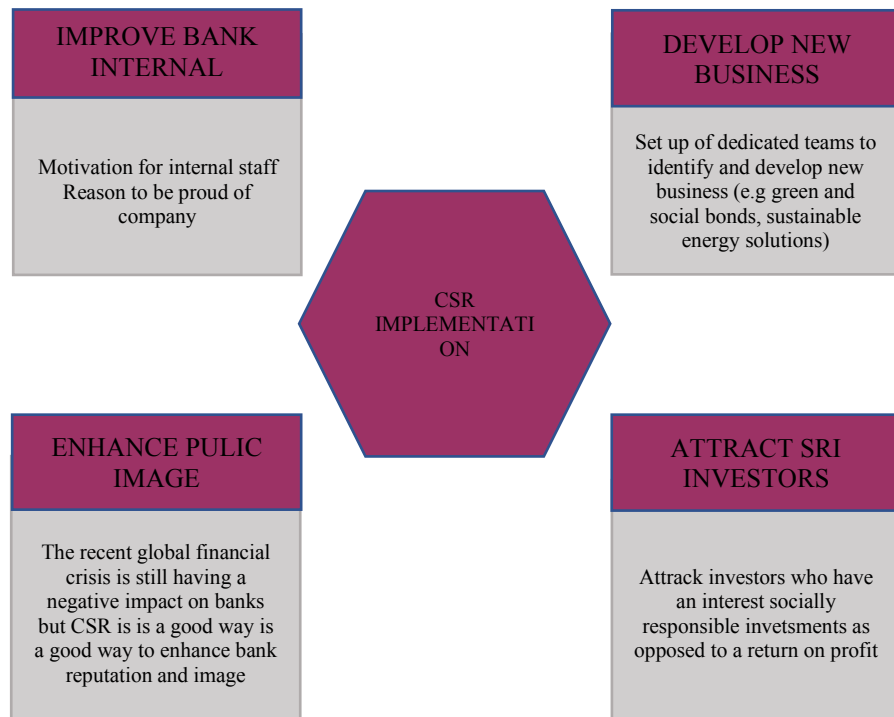 IMPROVE BANK
INTERNAL
Motivation for internal staff
Reason to be proud of
company
DEVELOP NEW
BUSINESS
Set up of dedicated teams to
identify and develop new
business (e.g green and
social bonds, sustainable
energy solutions)
CSR
IMPLEMENTATI
ON
ENHANCE PULIC
IMAGE
The recent global financial
crisis is still having a
negative impact on banks
but CSR is is a good way is
a good way to enhance bank
reputation and image
ATTRACT SRI
INVESTORS
Attrack investors who have
an interest socially
responsible invetsments as
opposed to a return on profit